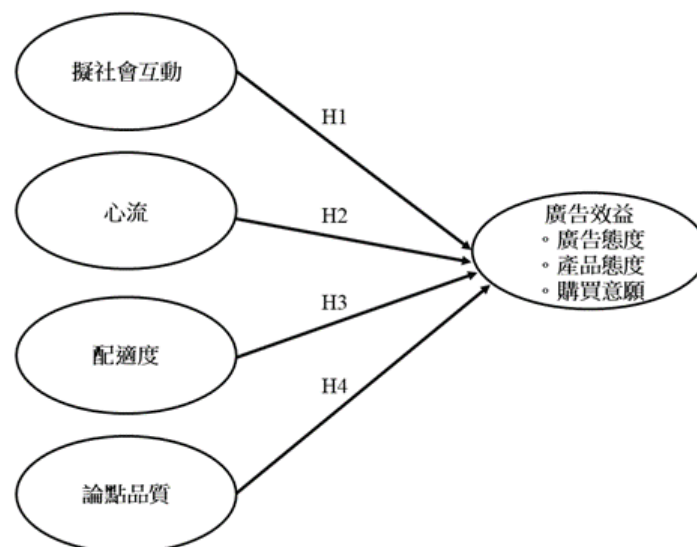 擬社會互動
H1
心流
H2
配適度
H3
論點品質
H4
廣告效益
。廣告態度
。產品態度
。購買意願